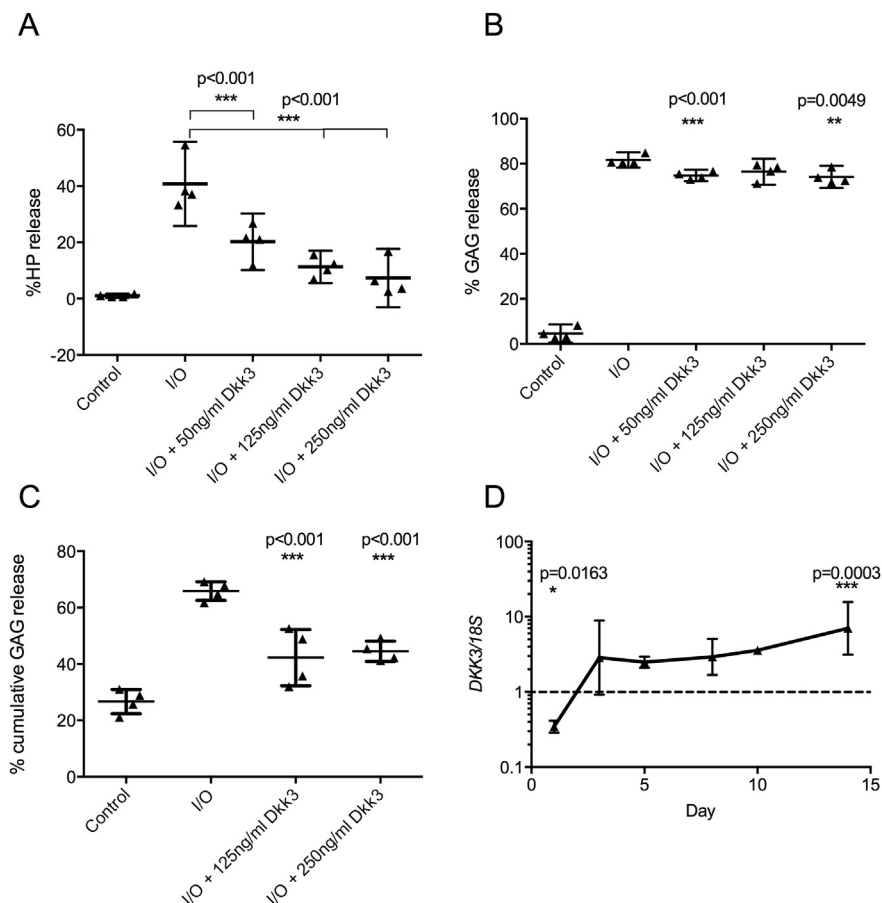 A
p<0.001
***
p<0.001
***
%HP release
60
40
20
0
-20
Control
I/O
I/O + 50ng/ml Dkk3
I/O + 125ng/ml Dkk3
I/O + 250ng/ml Dkk3
B
p<0.001
***
p=0.0049
**
% GAG release
100
80
60
40
20
0
Control
I/O
I/O + 50ng/ml Dkk3
I/O + 125ng/ml Dkk3
I/O + 250ng/ml Dkk3
C
p<0.001
***
p<0.001
***
% cumulative GAG release
80
60
40
20
0
Control
I/O
I/O + 125ng/ml Dkk3
I/O + 250ng/ml Dkk3
D
p=0.0163
*
p=0.0003
***
DKK3/18S
100
10
1
0.1
0
5
10
15
Day